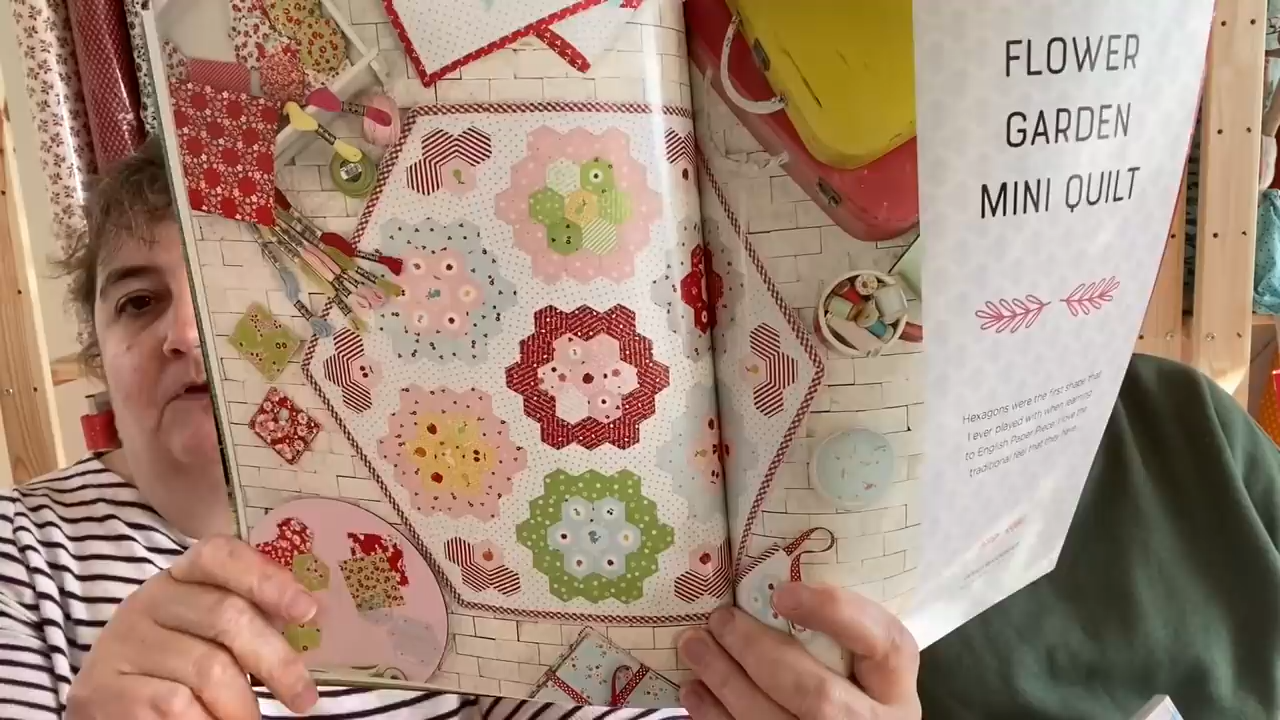 FLOWER
GARDEN
MINI QUILT
Hexagons were the first shape that
I ever played with when learning
to English Paper Piece. I love the
traditional feel that they have.